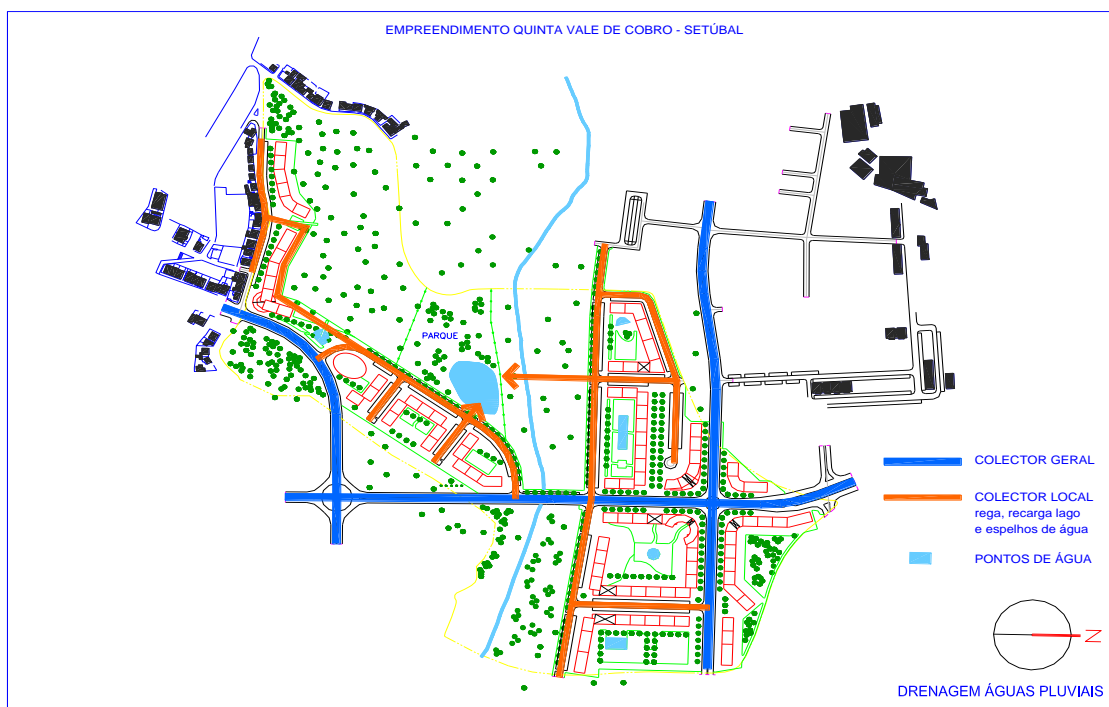 EMPREENDIMENTO QUINTA VALE DE COBRO - SETÚBAL
PARQUE
COLECTOR GERAL
COLECTOR LOCAL
rega, recarga lago
e espelhos de água
PONTOS DE ÁGUA
N
DRENAGEM ÁGUAS PLUVIAIS